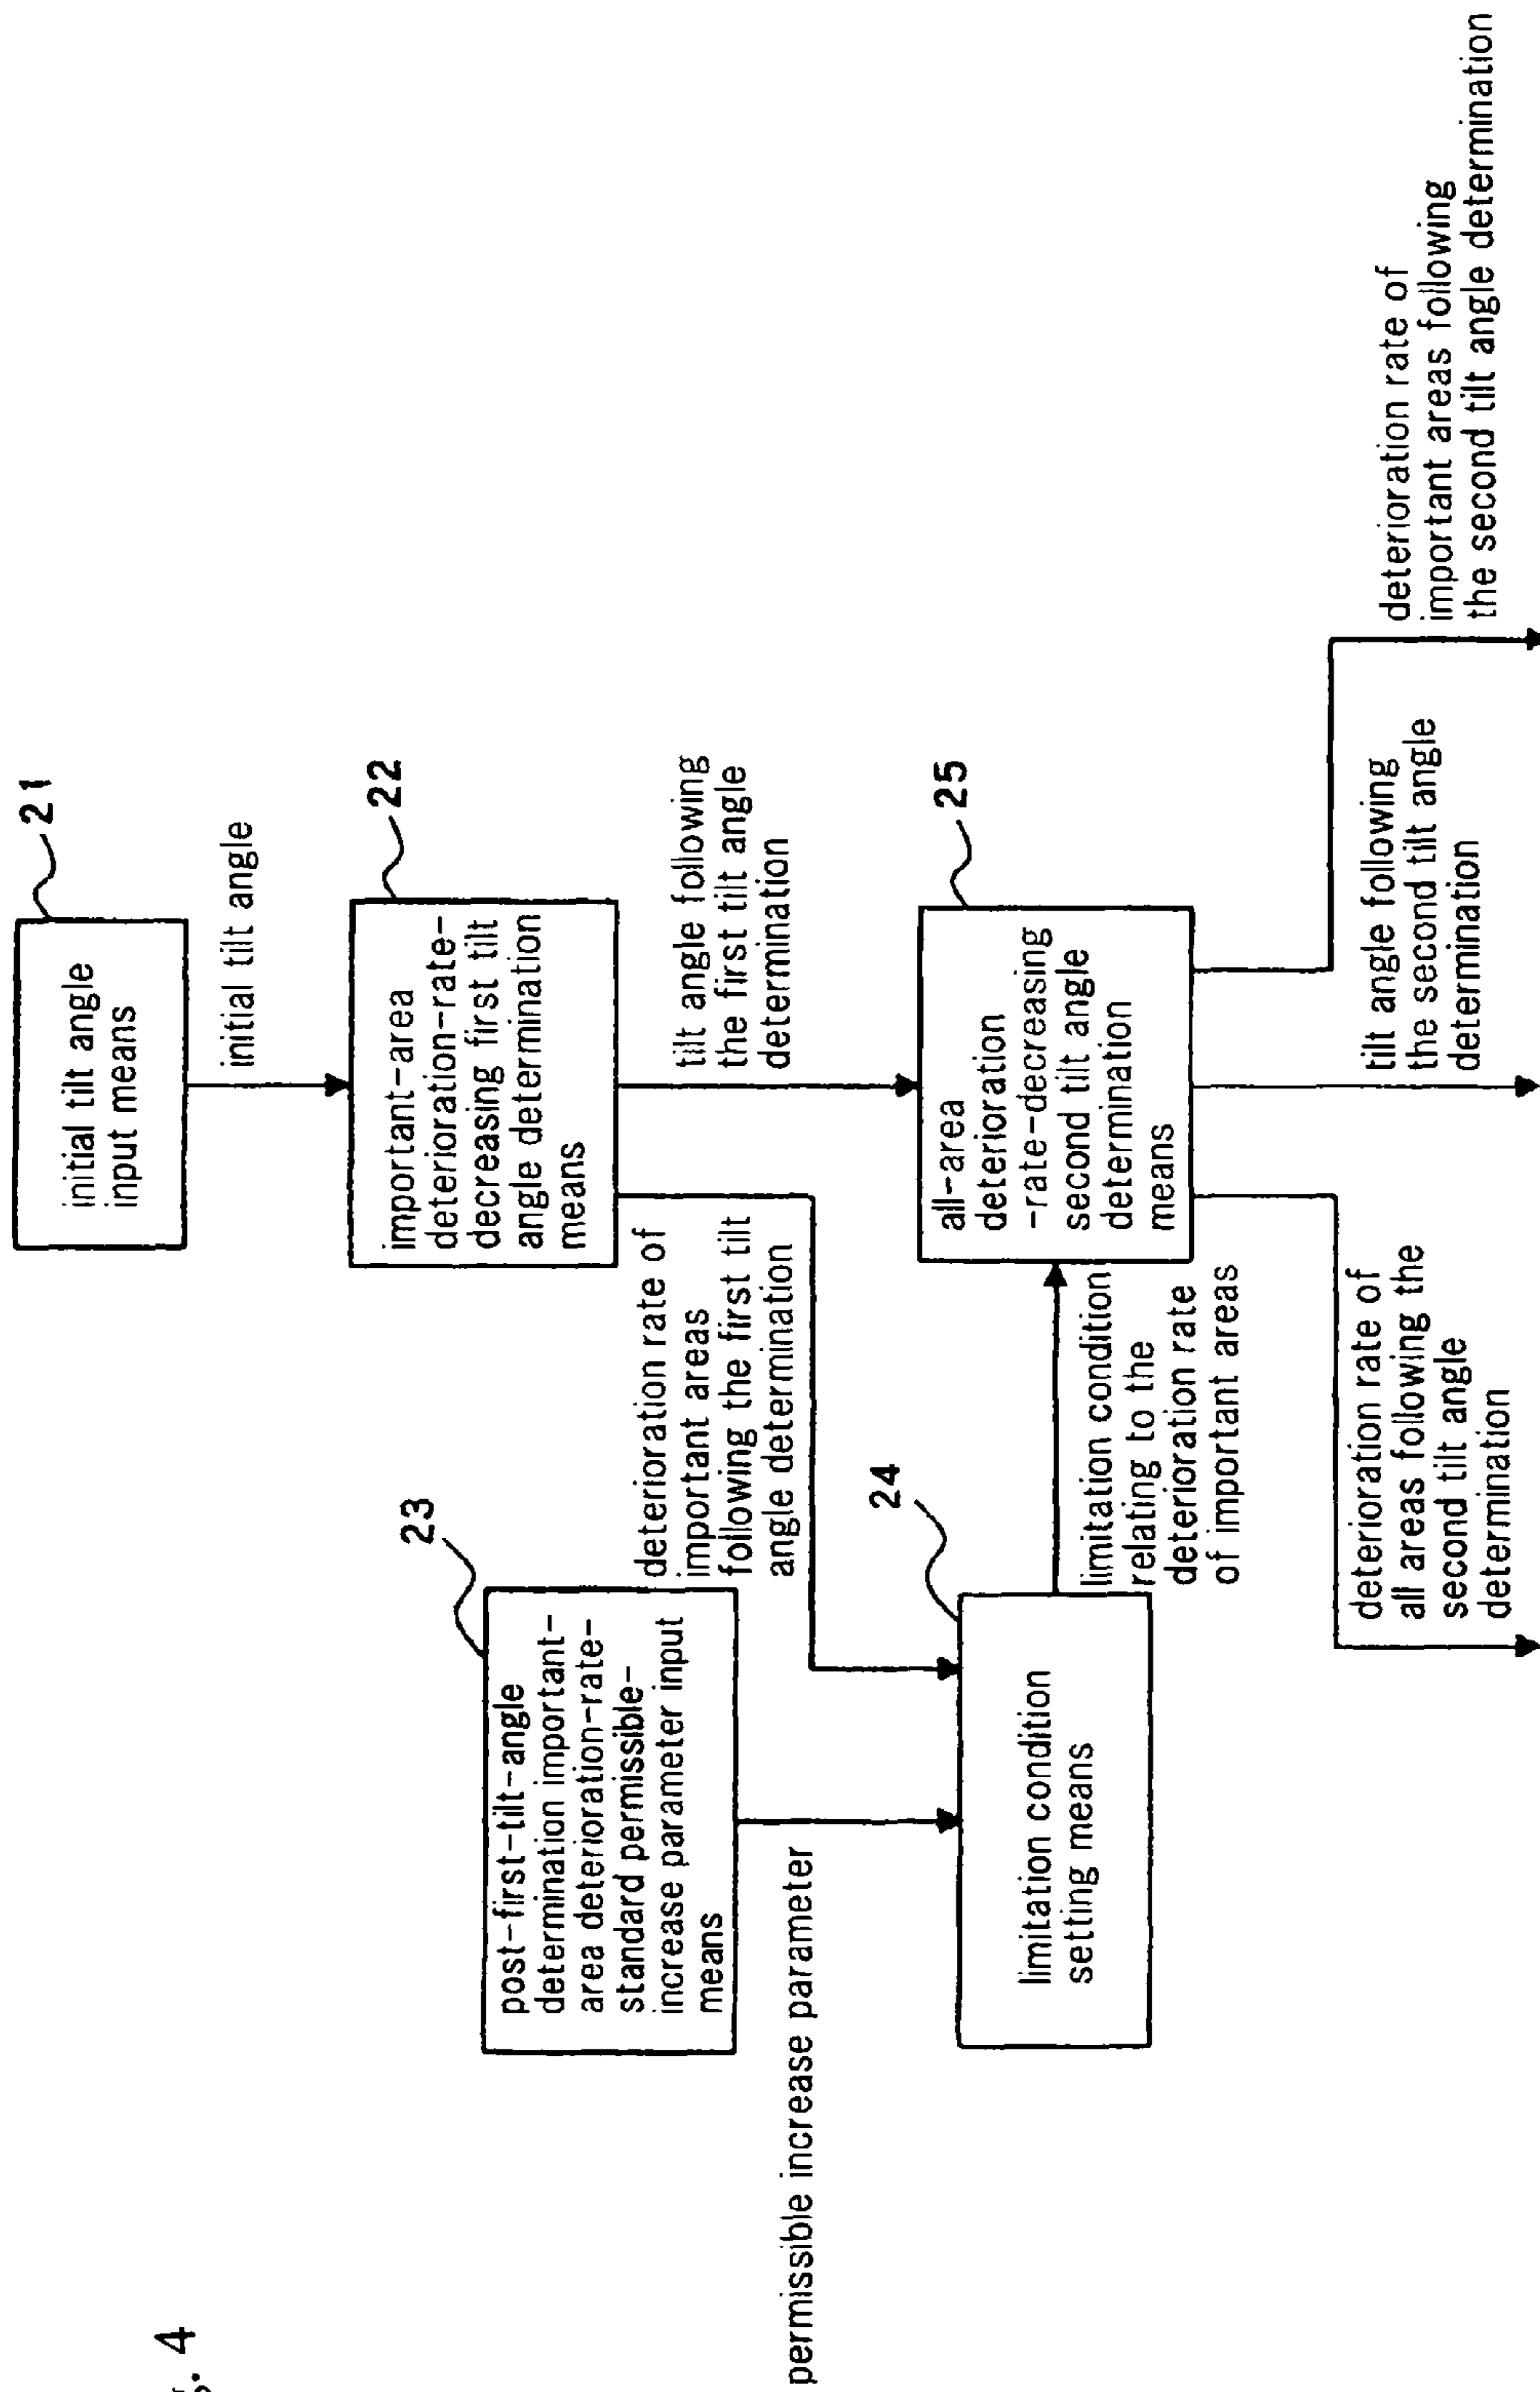 21
initial tilt angle
input means
initial tilt angle
22
important-area
deterioration-rate-
decreasing first tilt
angle determination
means
tilt angle following
the first tilt angle
determination
deterioration rate of
important areas
following the first tilt
angle determination
23
post-first-tilt-angle
determination important-
area deterioration-rate-
standard permissible-
increase parameter input
means
permissible increase parameter
24
limitation condition
setting means
limitation condition
relating to the
deterioration rate
of important areas
25
all-area
deterioration
-rate-decreasing
second tilt angle
determination
means
deterioration rate of
all areas following the
second tilt angle
determination
tilt angle following
the second tilt angle
determination
deterioration rate of
important areas following
the second tilt angle determination
. 4